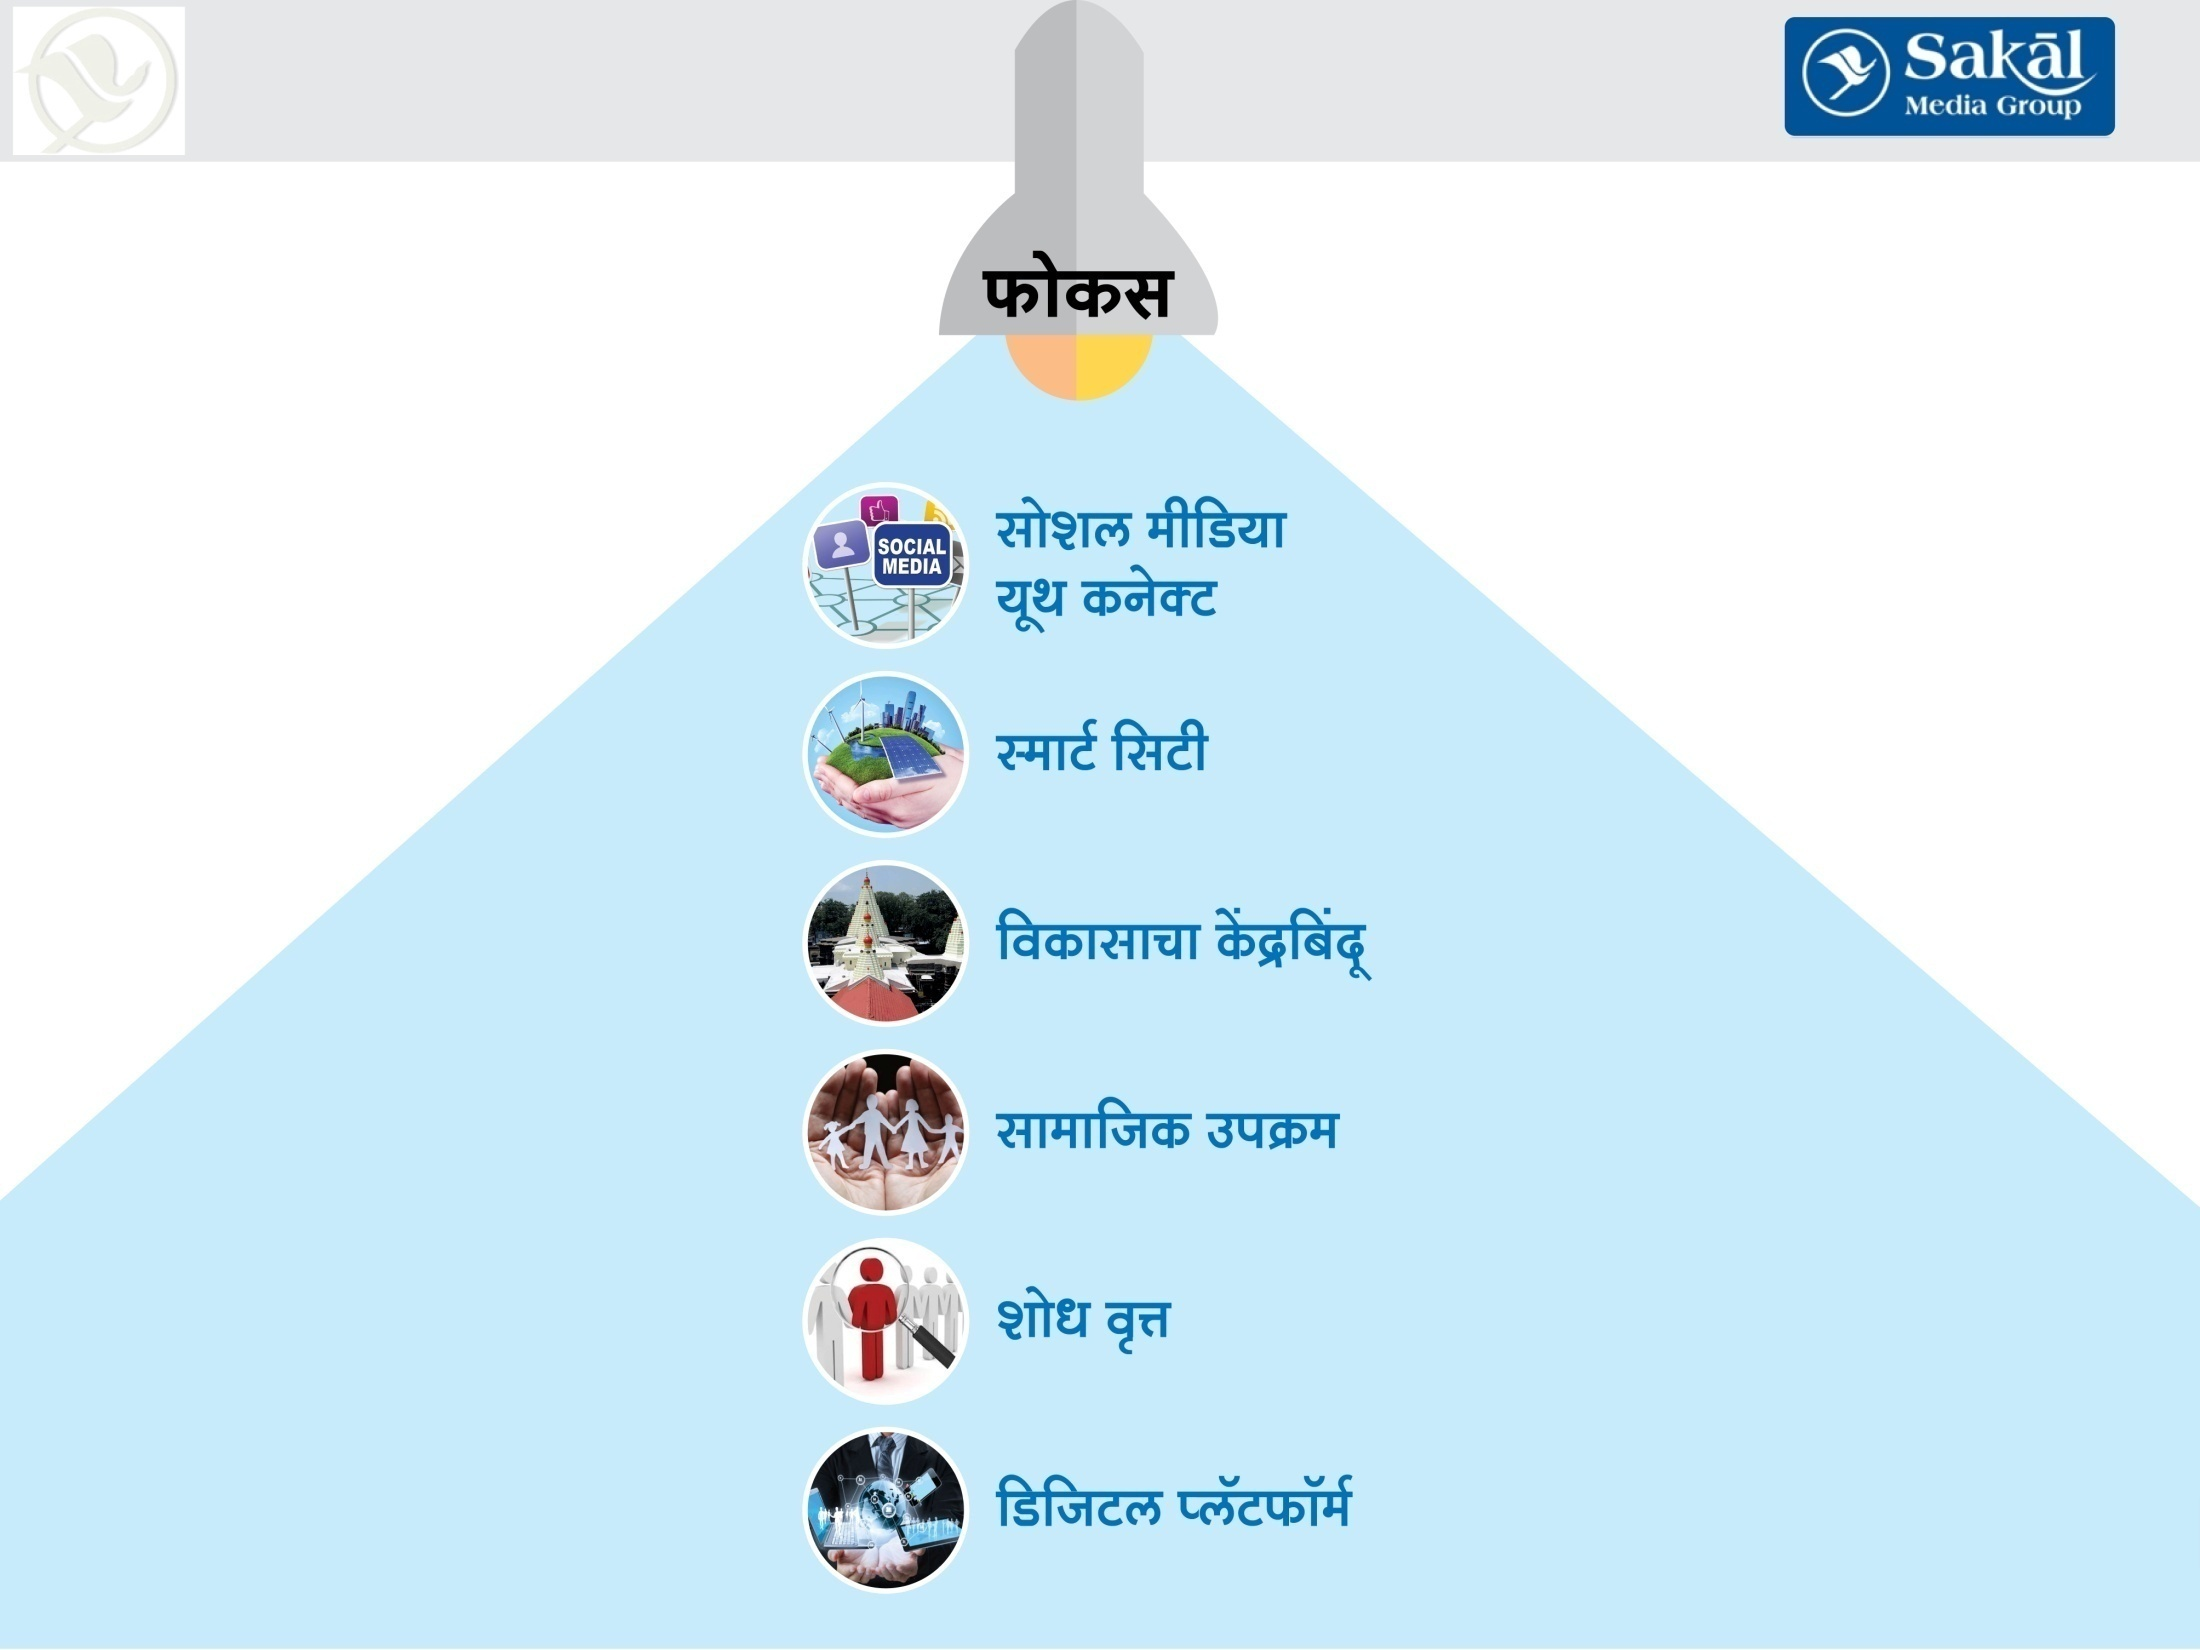 Sakāl
Media Group
फोकस
SOCIAL
MEDIA
सोशल मीडिया
यूथ कनेक्ट
स्मार्ट सिटी
विकासाचा केंद्रबिंदू
सामाजिक उपक्रम
शोध वृत्त
डिजिटल प्लॅटफॉर्म